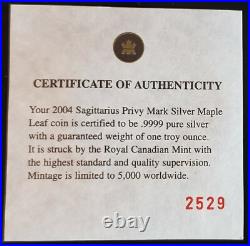 CERTIFICATE OF AUTHENTICITY
Your 2004 Sagittarius Privy Mark Silver Maple
Leaf coin is certified to be .9999 pure silver
with a guaranteed weight of one troy ounce.
It is struck by the Royal Canadian Mint with
the highest standard and quality supervision.
Mintage is limited to 5,000 worldwide.
2529